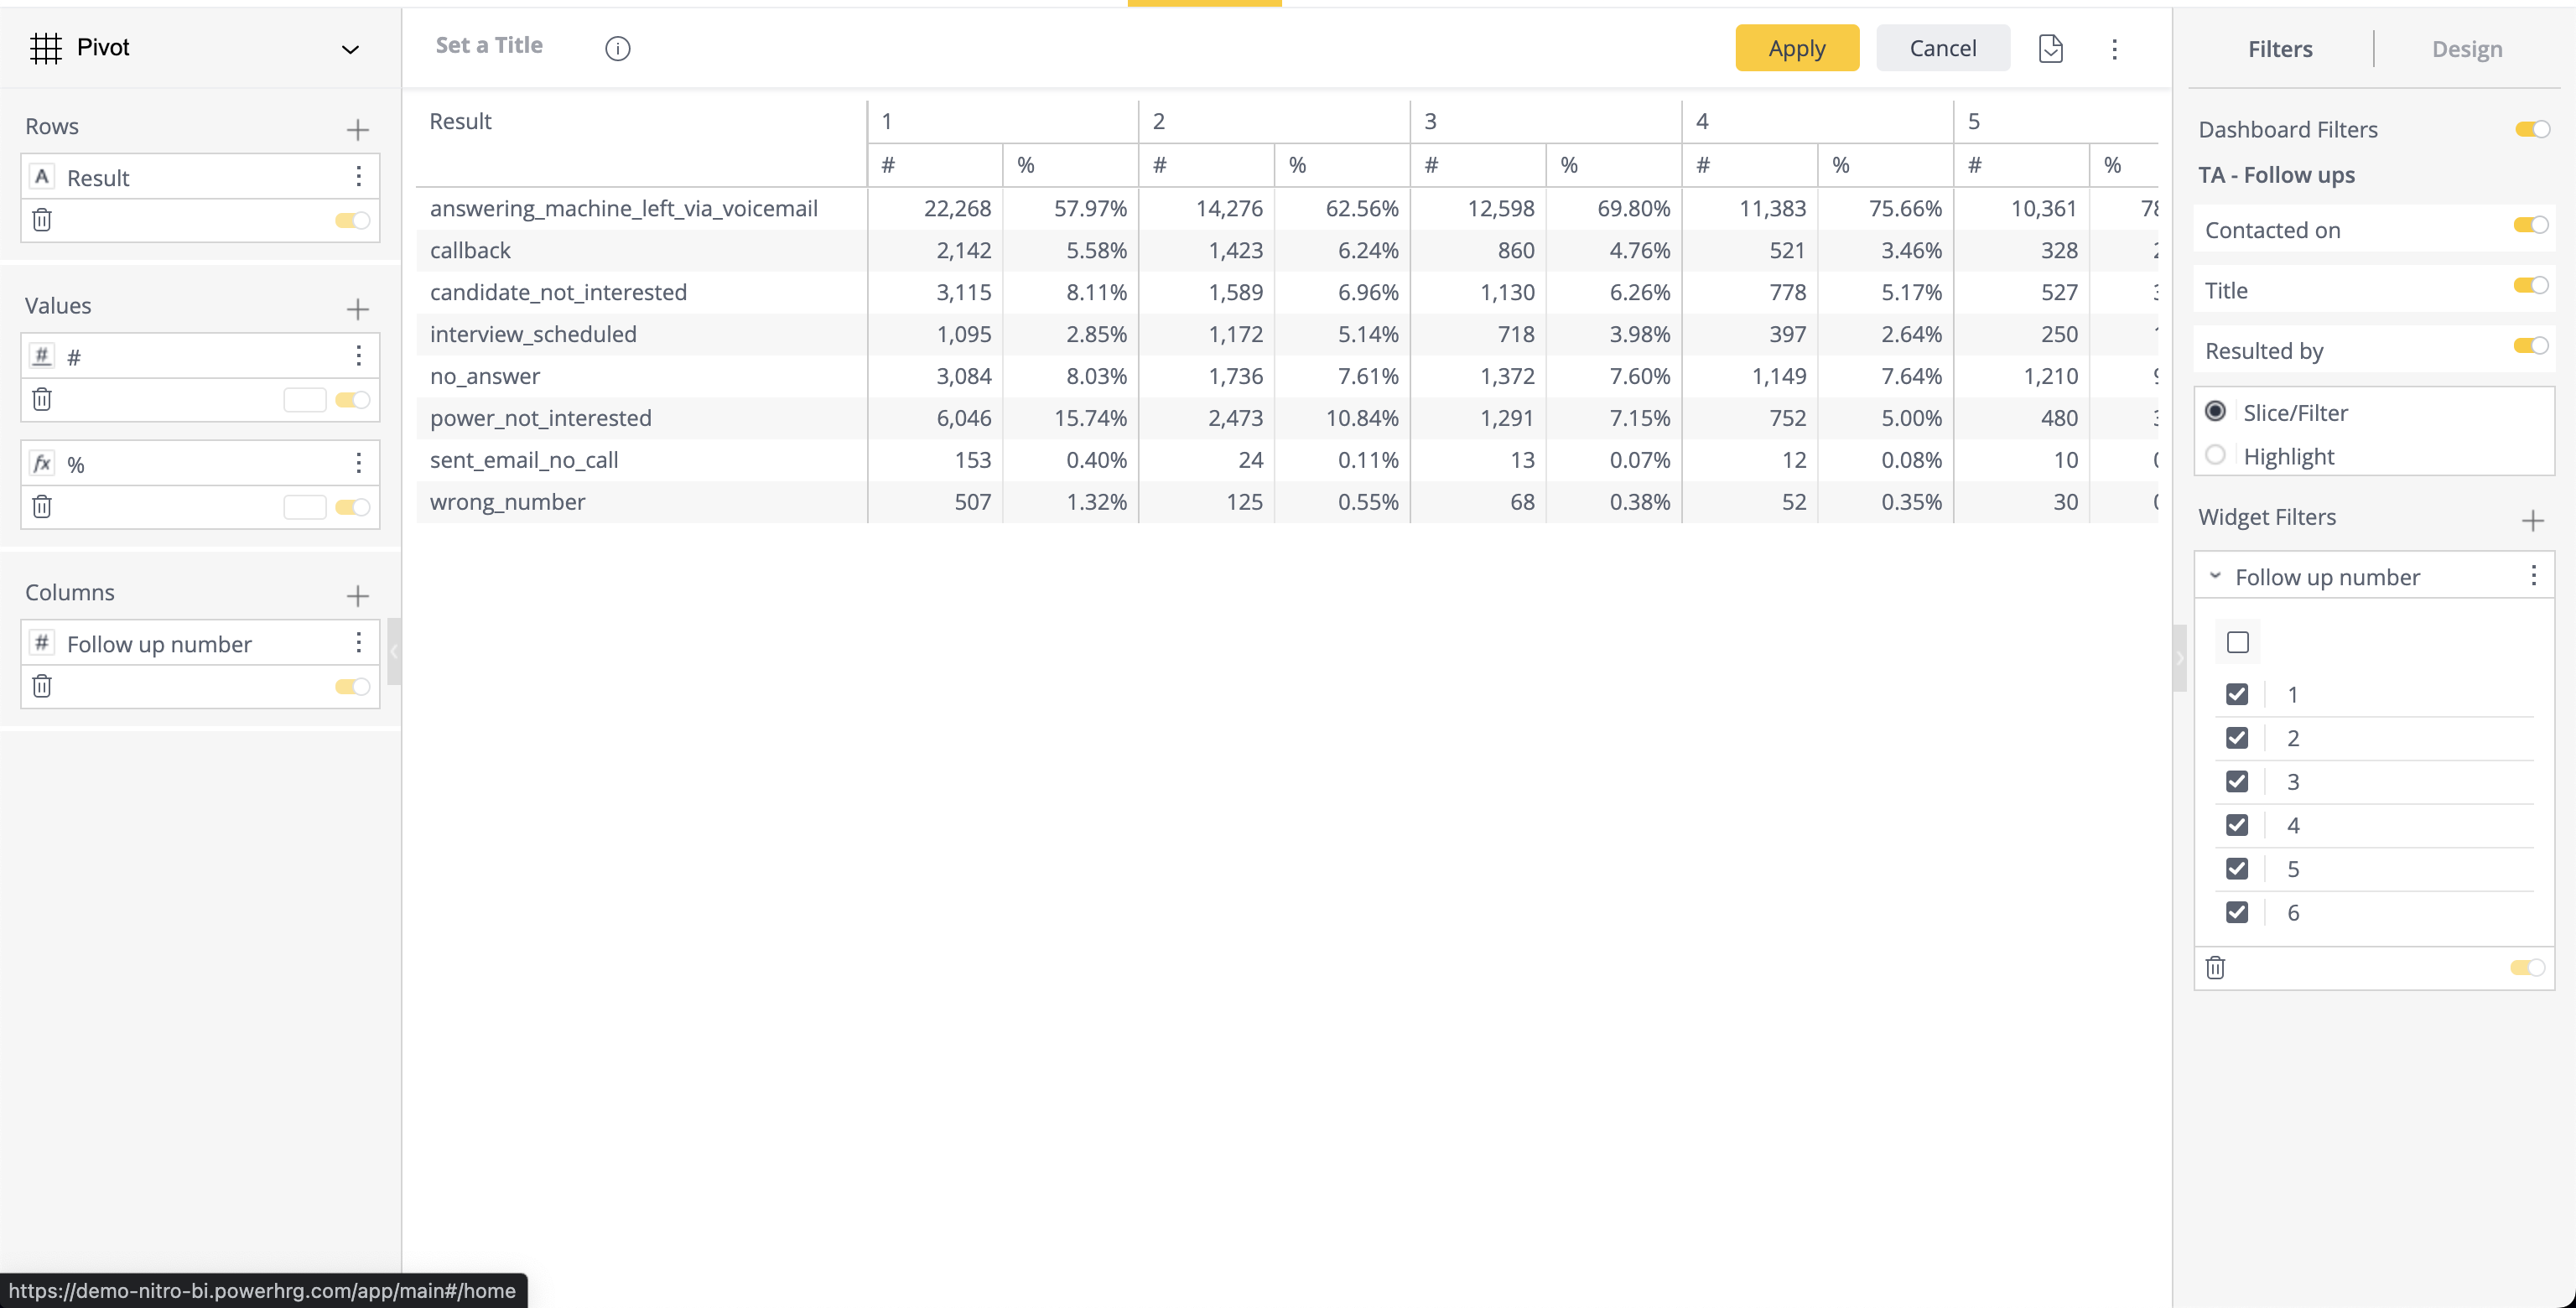 Pivot
Set a Title
Apply
Cancel
Filters
Design
Rows
A Result
Values
# #
fx %
Columns
# Follow up number
Result 1 2 3 4 5
# % # % # % # % # %
answering_machine_left_via_voicemail 22,268 57.97% 14,276 62.56% 12,598 69.80% 11,383 75.66% 10,361
callback 2,142 5.58% 1,423 6.24% 860 4.76% 521 3.46% 328
candidate_not_interested 3,115 8.11% 1,589 6.96% 1,130 6.26% 778 5.17% 527
interview_scheduled 1,095 2.85% 1,172 5.14% 718 3.98% 397 2.64% 250
no_answer 3,084 8.03% 1,736 7.61% 1,372 7.60% 1,149 7.64% 1,210
power_not_interested 6,046 15.74% 2,473 10.84% 1,291 7.15% 752 5.00% 480
sent_email_no_call 153 0.40% 24 0.11% 13 0.07% 12 0.08% 10
wrong_number 507 1.32% 125 0.55% 68 0.38% 52 0.35% 30
Dashboard Filters
TA - Follow ups
Contacted on
Title
Resulted by
Slice/Filter
Highlight
Widget Filters
Follow up number
1
2
3
4
5
6
https://demo-nitro-bi.powerhrg.com/app/main#/home